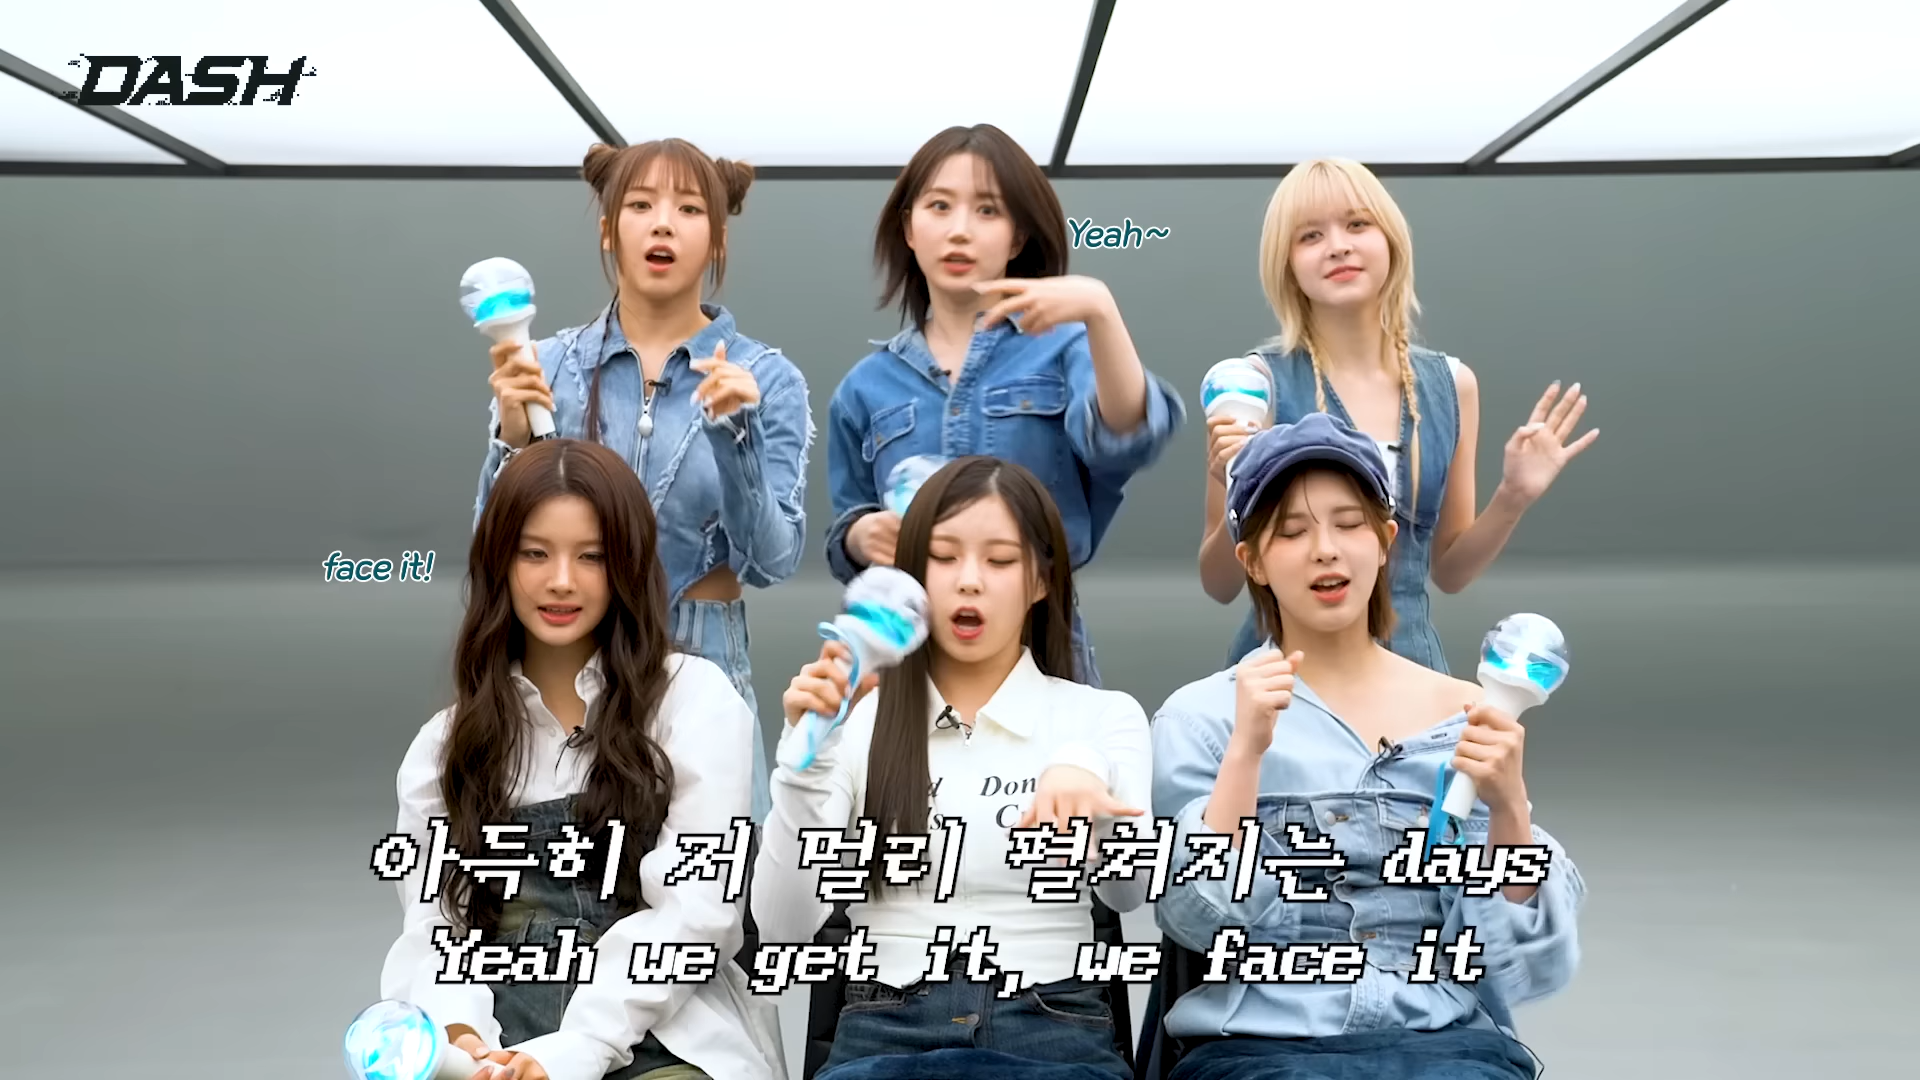 DASH
Yeah~
face it!
Don
아득히 저 멀리 펼쳐지는 days
Yeah we get it, we face it